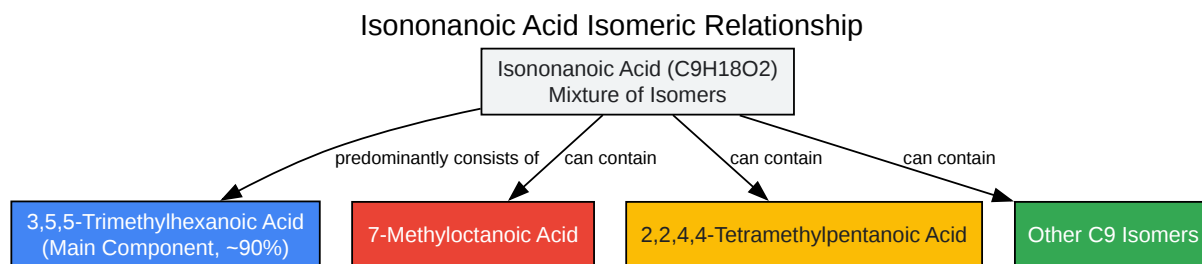 Isononanoic Acid Isomeric Relationship
Isononanoic Acid (C9H18O2)
Mixture of Isomers
predominantly consists of
can contain
can contain
can contain
3,5,5-Trimethylhexanoic Acid
(Main Component, ~90%)
7-Methyloctanoic Acid
2,2,4,4-Tetramethylpentanoic Acid
Other C9 Isomers